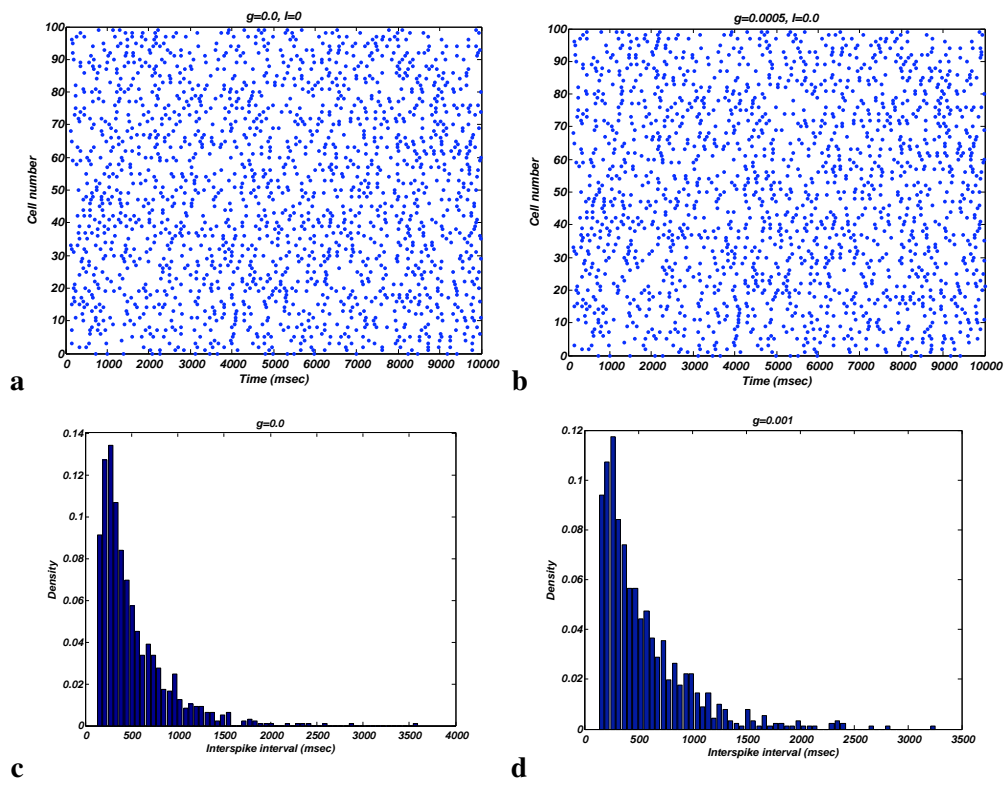 g=0.0, I=0
100
90
80
70
60
50
40
30
20
10
0
Cell number
0 1000 2000 3000 4000 5000 6000 7000 8000 9000 10000
Time (msec)
a
g=0.0005, I=0.0
100
90
80
70
60
50
40
30
20
10
0
Cell number
0 1000 2000 3000 4000 5000 6000 7000 8000 9000 10000
Time (msec)
b
g=0.0
0.14
0.12
0.1
0.08
0.06
0.04
0.02
0
Density
0 500 1000 1500 2000 2500 3000 3500 4000
Interspike interval (msec)
c
g=0.001
0.12
0.1
0.08
0.06
0.04
0.02
0
Density
0 500 1000 1500 2000 2500 3000 3500
Interspike interval (msec)
d